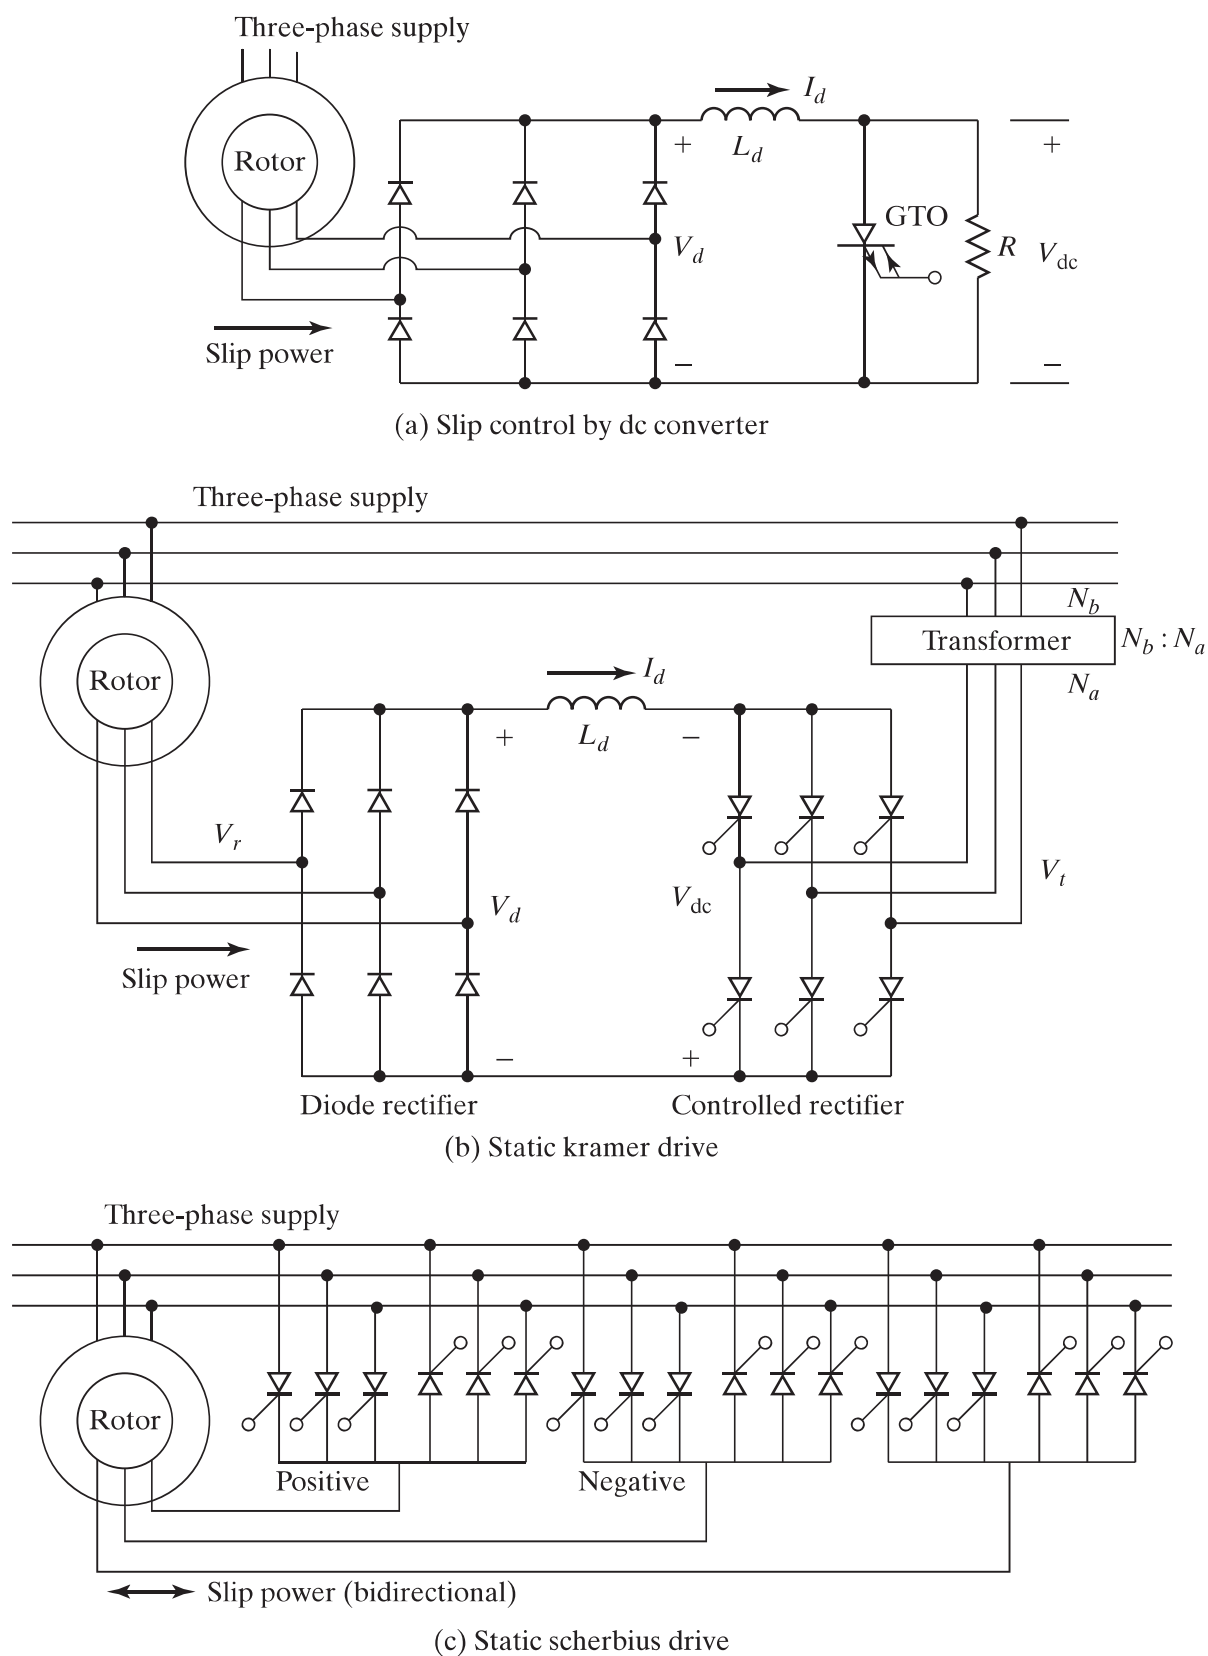 Three-phase supply
I_d
+
L_d
+
Rotor
GTO
V_d
R
V_dc
Slip power
−
−
(a) Slip control by dc converter
Three-phase supply
N_b
Transformer
N_b : N_a
N_a
Rotor
I_d
+
L_d
−
V_r
V_d
V_dc
V_t
Slip power
−
+
Diode rectifier
Controlled rectifier
(b) Static kramer drive
Three-phase supply
Rotor
Positive
Negative
Slip power (bidirectional)
(c) Static scherbius drive